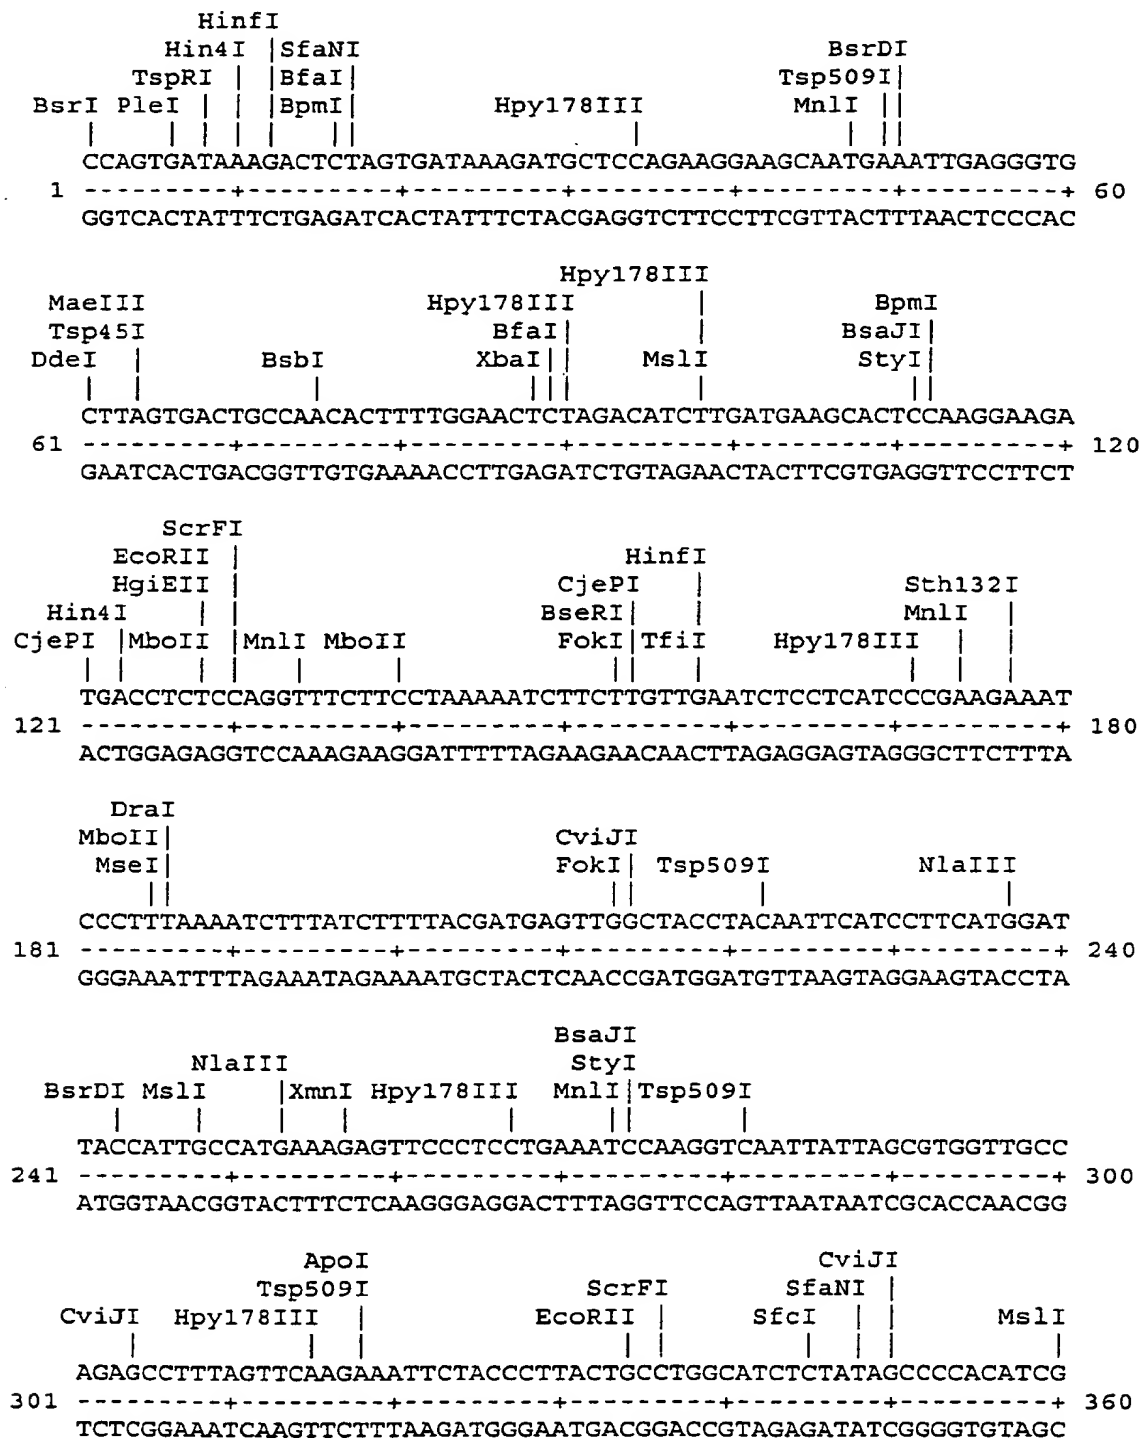 HinfI
Hin4I |SfaNI BsrDI
TspRI | |BfaI| Tsp509I|
BsrI PleI | | |BpmI| Hpy178III MnlI ||
| | | | | || | | ||
CCAGTGATAAAGACTCTAGTGATAAAGATGCTCCAGAAGGAAGCAATGAAATTGAGGGTG
1 ---------+---------+---------+---------+---------+---------+ 60
GGTCACTATTTCTGAGATCACTATTTCTACGAGGTCTTCCTTCGTTACTTTAACTCCCAC
Hpy178III
MaeIII Hpy178III | BpmI
Tsp45I BfaI| | BsaJI|
DdeI | BsbI XbaI|| MslI StyI|
| | | ||| | ||
CTTAGTGACTGCCAACACTTTTGGAACTCTAGACATCTTGATGAAGCACTCCAAGGAAGA
61 ---------+---------+---------+---------+---------+---------+ 120
GAATCACTGACGGTTGTGAAAACCTTGAGATCTGTAGAACTACTTCGTGAGGTTCCTTCT
ScrFI
EcoRII | HinfI
HgiEII | CjePI | Sth132I
Hin4I | | BseRI| | MnlI |
CjePI |MboII |MnlI MboII FokI|TfiI Hpy178III | |
| | | | | | || | | | |
TGACCTCTCCAGGTTTCTTCCTAAAAATCTTCTTGTTGAATCTCCTCATCCCGAAGAAAT
121 ---------+---------+---------+---------+---------+---------+ 180
ACTGGAGAGGTCCAAAGAAGGATTTTTAGAAGAACAACTTAGAGGAGTAGGGCTTCTTTA
DraI
MboII| CviJI
MseI| FokI| Tsp509I NlaIII
|| || | |
CCCTTTAAAATCTTTATCTTTTACGATGAGTTGGCTACCTACAATTCATCCTTCATGGAT
181 ---------+---------+---------+---------+---------+---------+ 240
GGGAAATTTTAGAAATAGAAAATGCTACTCAACCGATGGATGTTAAGTAGGAAGTACCTA
BsaJI
NlaIII StyI
BsrDI MslI |XmnI Hpy178III MnlI|Tsp509I
| | | | | || |
TACCATTGCCATGAAAGAGTTCCCTCCTGAAATCCAAGGTCAATTATTAGCGTGGTTGCC
241 ---------+---------+---------+---------+---------+---------+ 300
ATGGTAACGGTACTTTCTCAAGGGAGGACTTTAGGTTCCAGTTAATAATCGCACCAACGG
ApoI CviJI
Tsp509I ScrFI SfaNI |
CviJI Hpy178III | EcoRII | SfcI | | MslI
| | | | | | | | |
AGAGCCTTTAGTTCAAGAAATTCTACCCTTACTGCCTGGCATCTCTATAGCCCCACATCG
301 ---------+---------+---------+---------+---------+---------+ 360
TCTCGGAAATCAAGTTCTTTAAGATGGGAATGACGGACCGTAGAGATATCGGGGTGTAGC